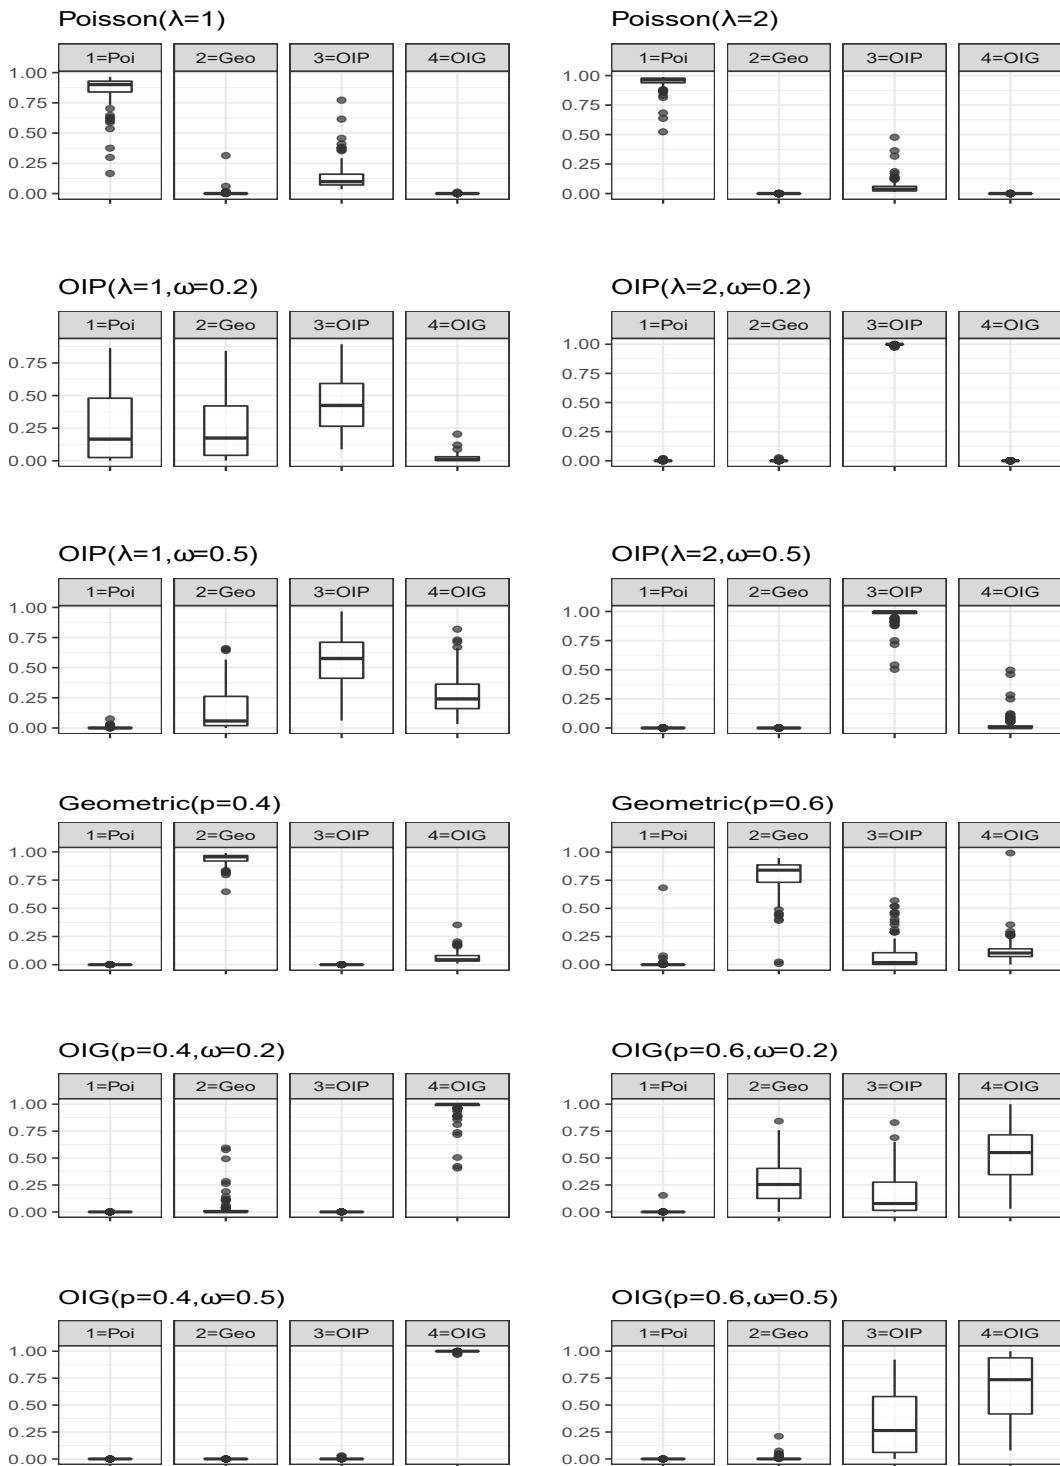 Poisson(λ=1)
1=Poi 2=Geo 3=OIP 4=OIG
1.00
0.75
0.50
0.25
0.00
Poisson(λ=2)
1=Poi 2=Geo 3=OIP 4=OIG
1.00
0.75
0.50
0.25
0.00
OIP(λ=1,ω=0.2)
1=Poi 2=Geo 3=OIP 4=OIG
0.75
0.50
0.25
0.00
OIP(λ=2,ω=0.2)
1=Poi 2=Geo 3=OIP 4=OIG
1.00
0.75
0.50
0.25
0.00
OIP(λ=1,ω=0.5)
1=Poi 2=Geo 3=OIP 4=OIG
1.00
0.75
0.50
0.25
0.00
OIP(λ=2,ω=0.5)
1=Poi 2=Geo 3=OIP 4=OIG
1.00
0.75
0.50
0.25
0.00
Geometric(p=0.4)
1=Poi 2=Geo 3=OIP 4=OIG
1.00
0.75
0.50
0.25
0.00
Geometric(p=0.6)
1=Poi 2=Geo 3=OIP 4=OIG
1.00
0.75
0.50
0.25
0.00
OIG(p=0.4,ω=0.2)
1=Poi 2=Geo 3=OIP 4=OIG
1.00
0.75
0.50
0.25
0.00
OIG(p=0.6,ω=0.2)
1=Poi 2=Geo 3=OIP 4=OIG
1.00
0.75
0.50
0.25
0.00
OIG(p=0.4,ω=0.5)
1=Poi 2=Geo 3=OIP 4=OIG
1.00
0.75
0.50
0.25
0.00
OIG(p=0.6,ω=0.5)
1=Poi 2=Geo 3=OIP 4=OIG
1.00
0.75
0.50
0.25
0.00